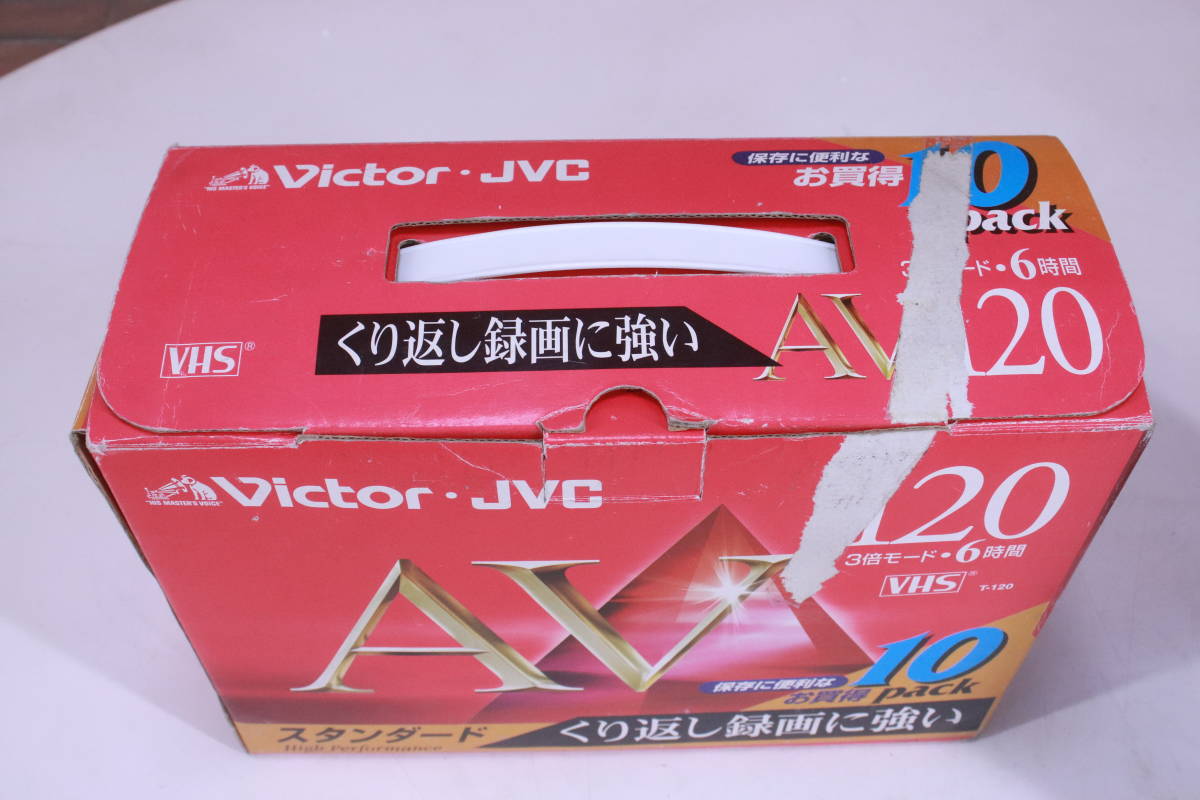 "HIS MASTER'S VOICE"
Victor・JVC
保存に便利な
お買得
10
pack
・6時間
VHS®
くり返し録画に強い
AV
120
"HIS MASTER'S VOICE"
Victor・JVC
120
3倍モード・6時間
VHS®
T-120
AV
保存に便利な
お買得
10
pack
スタンダード
High Performance
くり返し録画に強い